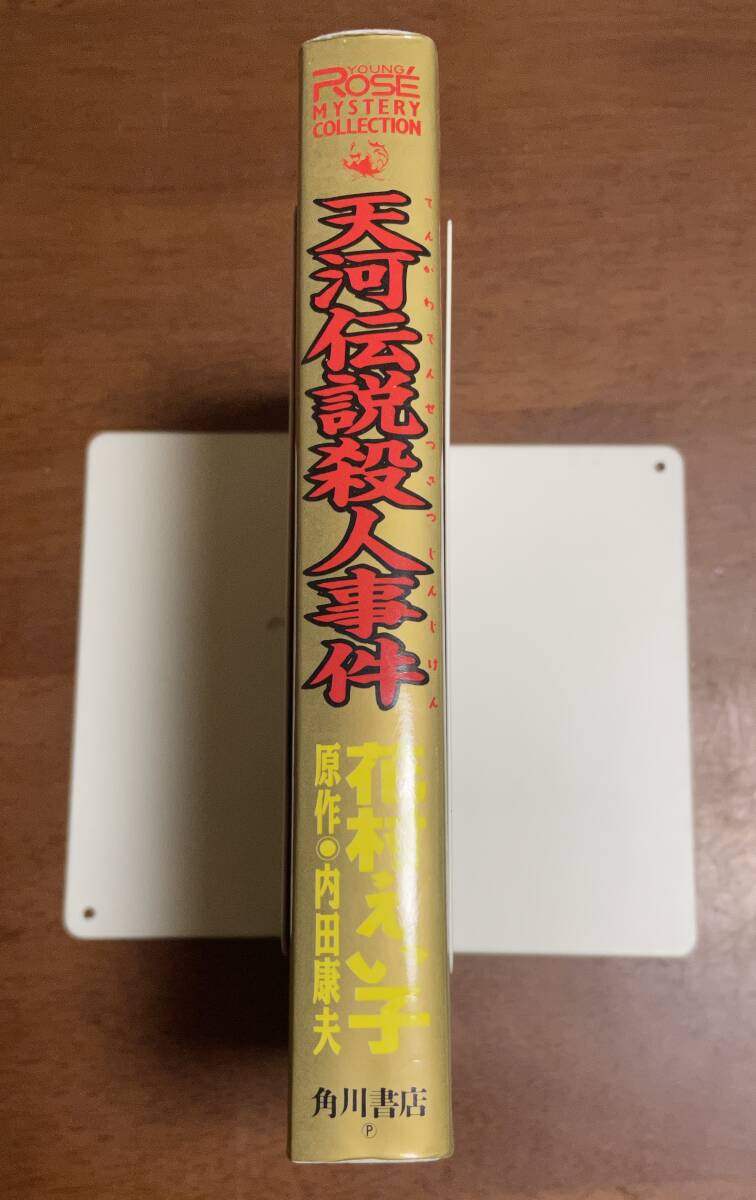 YOUNG
ROSÉ
MYSTERY
COLLECTION
天河伝説殺人事件
てんかわでんせつさつじんじけん
花村えい子
原作◉内田康夫
角川書店
Ⓟ